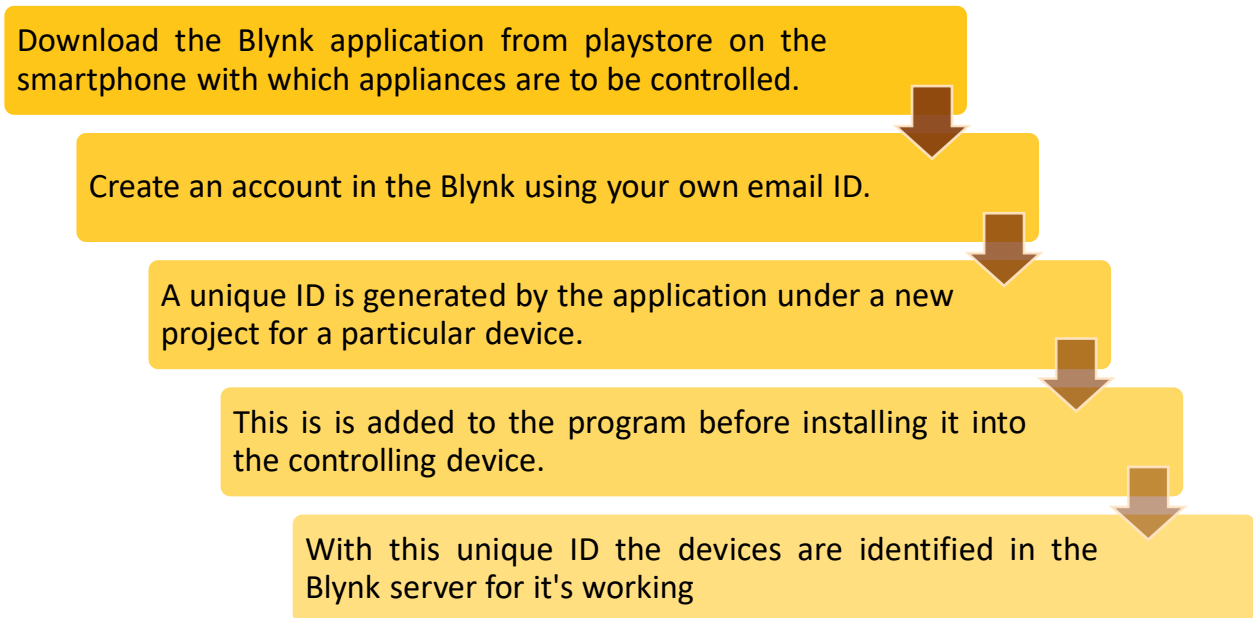 Download the Blynk application from playstore on the
smartphone with which appliances are to be controlled.
Create an account in the Blynk using your own email ID.
A unique ID is generated by the application under a new
project for a particular device.
This is is added to the program before installing it into
the controlling device.
With this unique ID the devices are identified in the
Blynk server for it's working